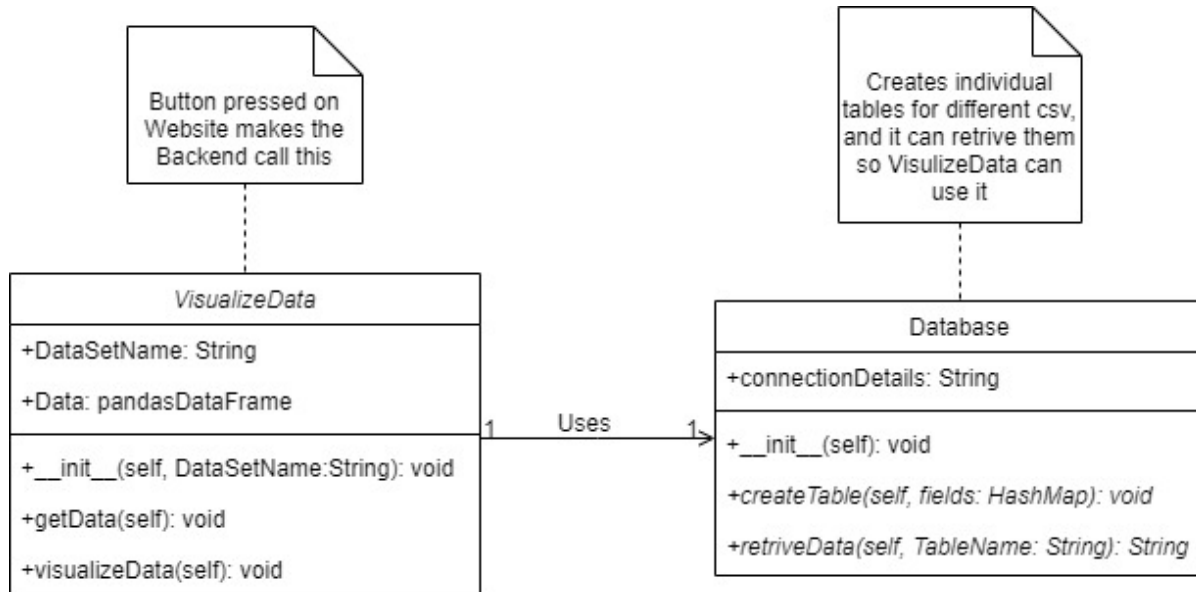 Button pressed on
Website makes the
Backend call this
Creates individual
tables for different csv,
and it can retrive them
so VisulizeData can
use it
VisualizeData
+DataSetName: String
+Data: pandasDataFrame
+__init__(self, DataSetName:String): void
+getData(self): void
+visualizeData(self): void
1 Uses 1
Database
+connectionDetails: String
+__init__(self): void
+createTable(self, fields: HashMap): void
+retriveData(self, TableName: String): String